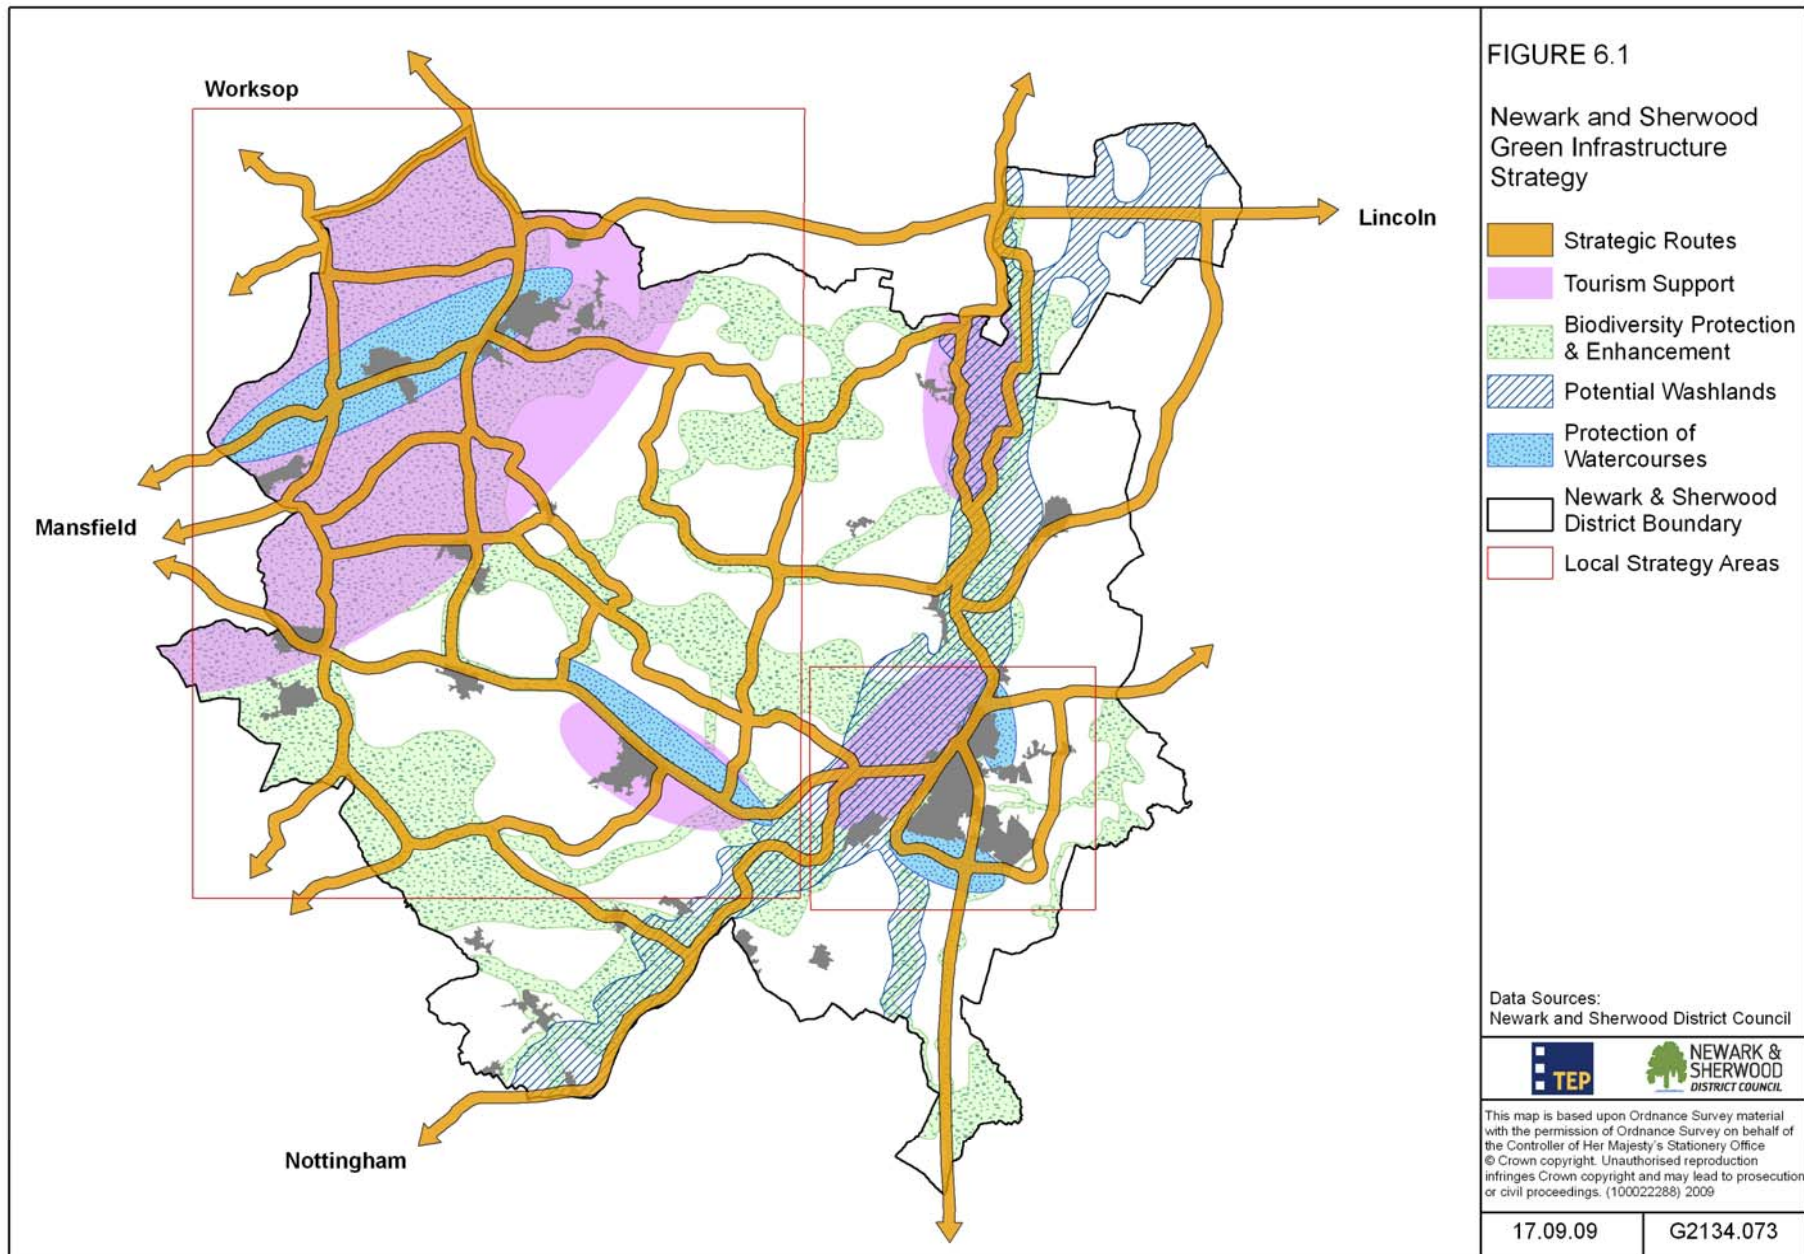 Worksop
Lincoln
Mansfield
Nottingham
FIGURE 6.1
Newark and Sherwood
Green Infrastructure
Strategy
Strategic Routes
Tourism Support
Biodiversity Protection
& Enhancement
Potential Washlands
Protection of
Watercourses
Newark & Sherwood
District Boundary
Local Strategy Areas
Data Sources:
Newark and Sherwood District Council
TEP
NEWARK &
SHERWOOD
DISTRICT COUNCIL
This map is based upon Ordnance Survey material
with the permission of Ordnance Survey on behalf of
the Controller of Her Majesty's Stationery Office
© Crown copyright. Unauthorised reproduction
infringes Crown copyright and may lead to prosecution
or civil proceedings. (100022288) 2009
17.09.09
G2134.073